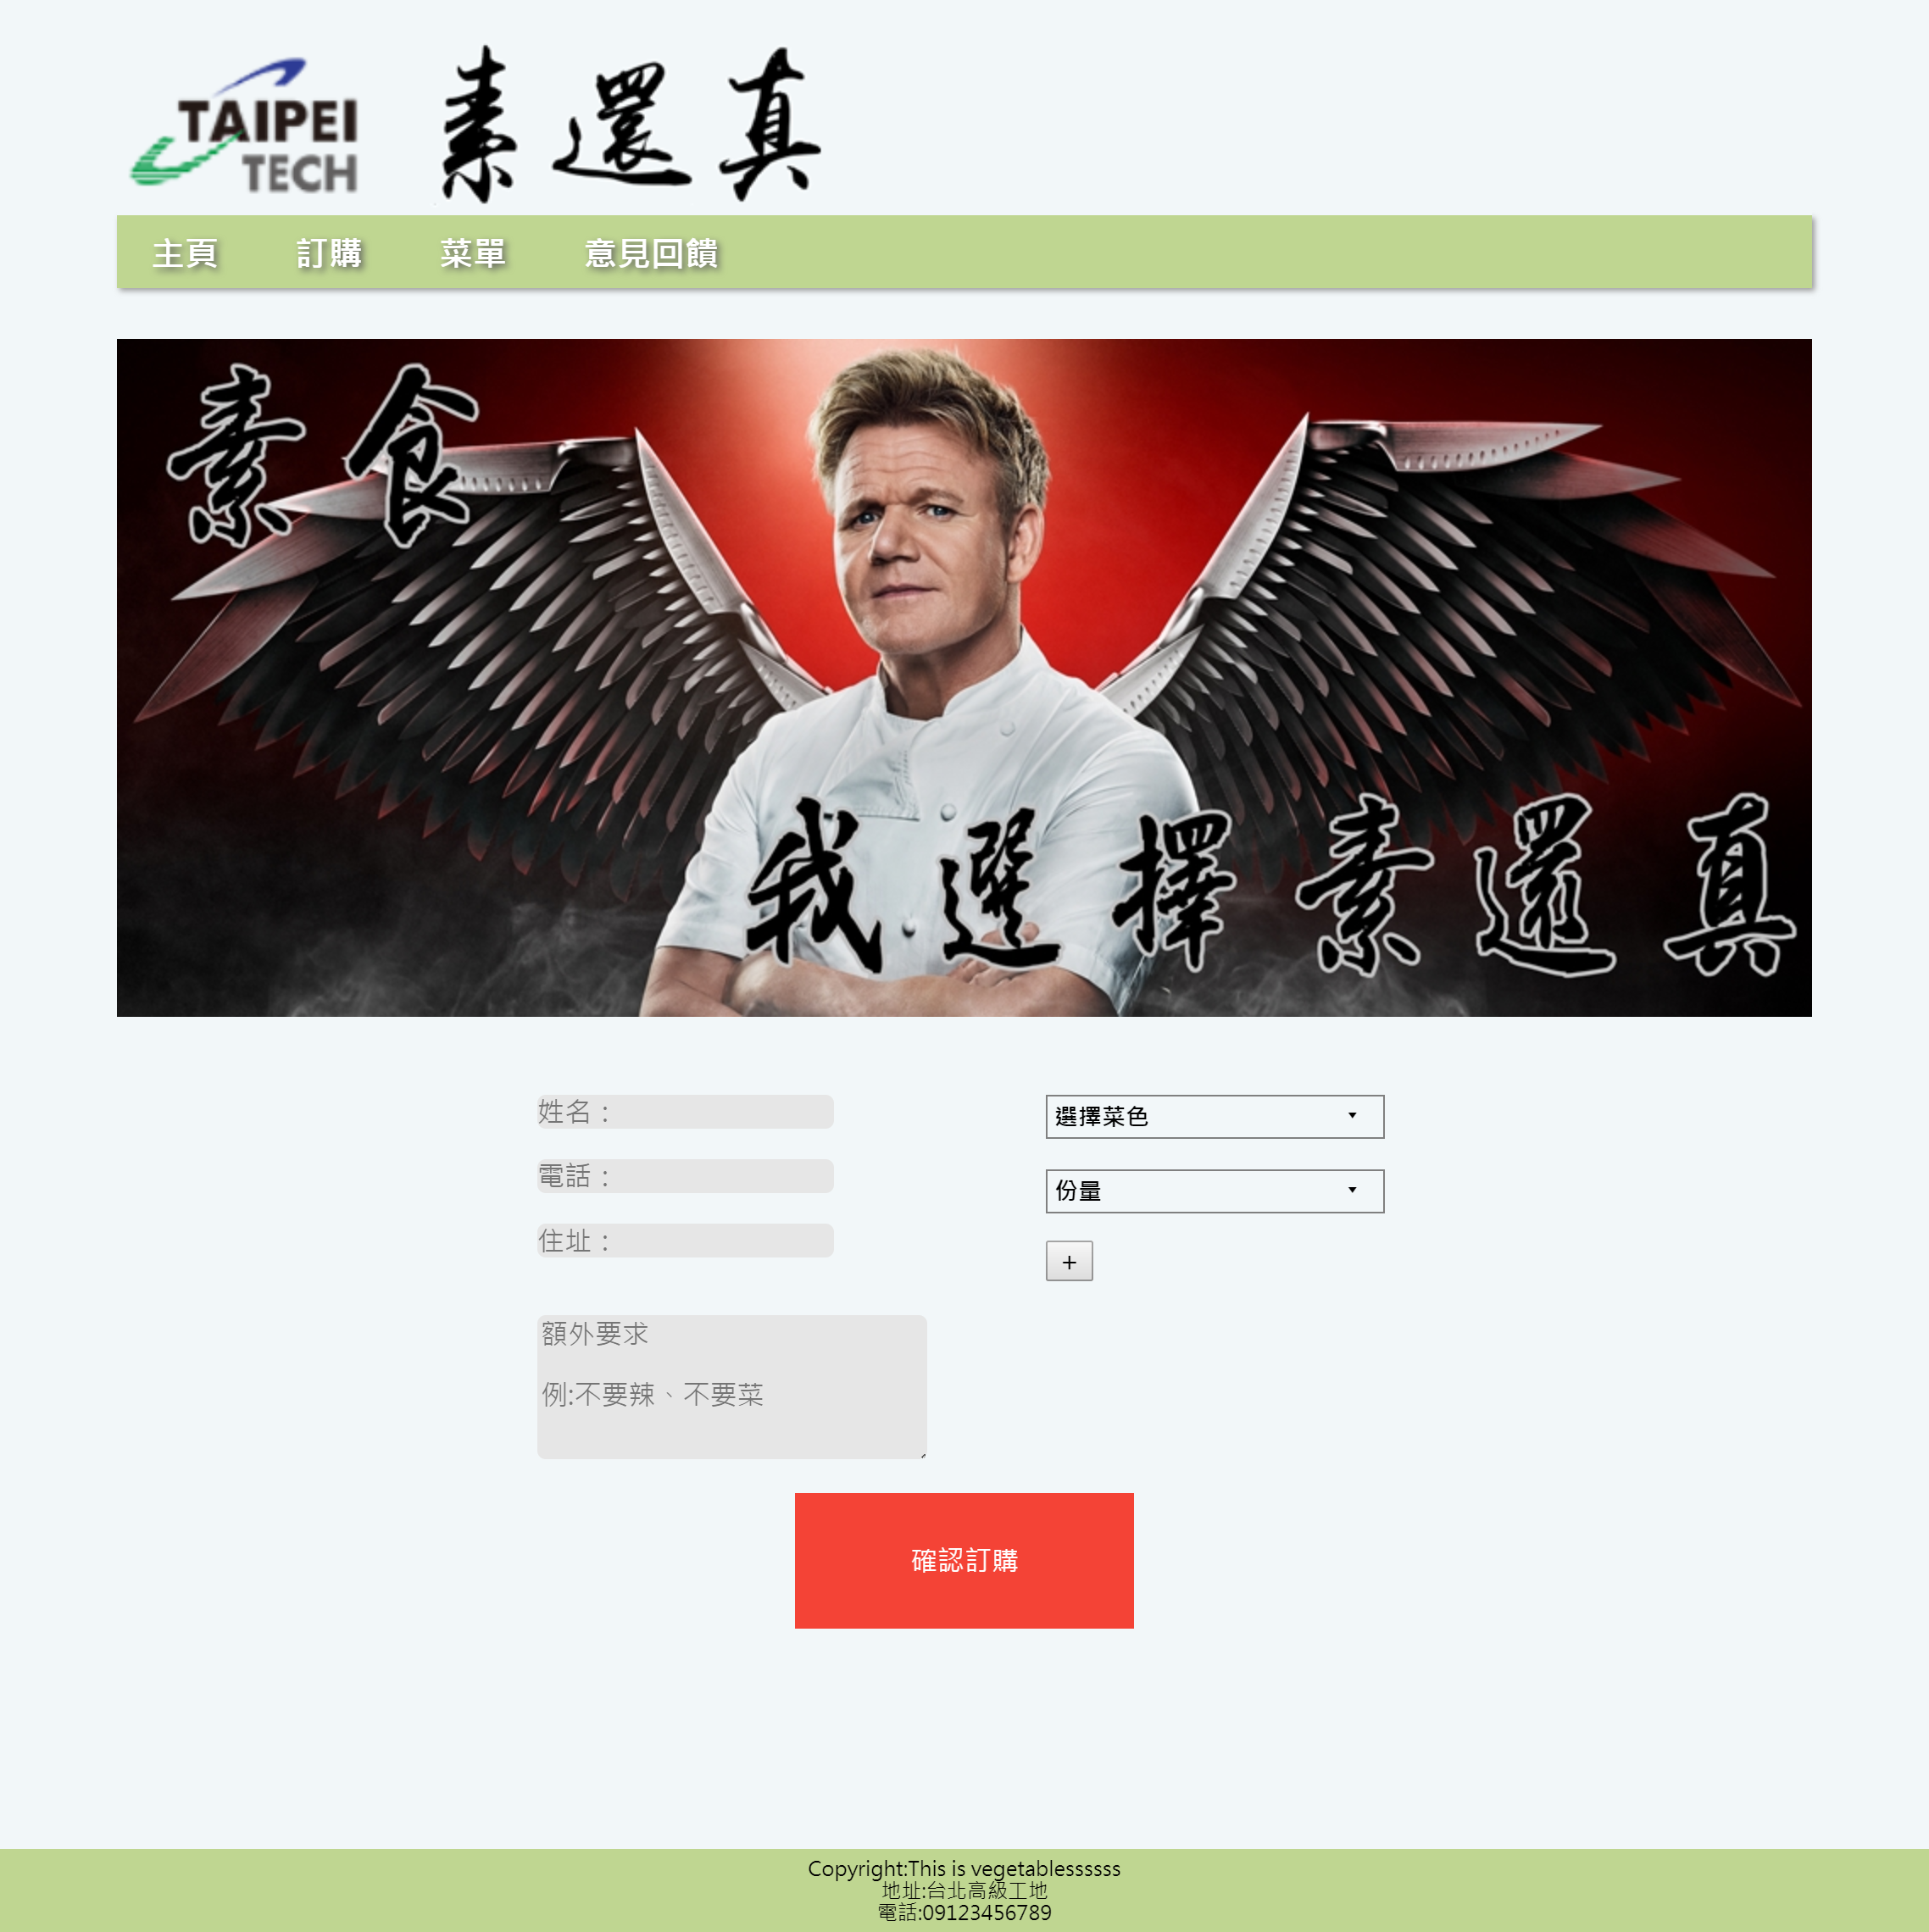 TAIPEI
TECH
素還真
主頁 訂購 菜單 意見回饋
素食
我選擇素還真
姓名：
電話：
住址：
選擇菜色
份量
+
額外要求
例:不要辣、不要菜
確認訂購
Copyright:This is vegetablessssss
地址:台北高級工地
電話:09123456789